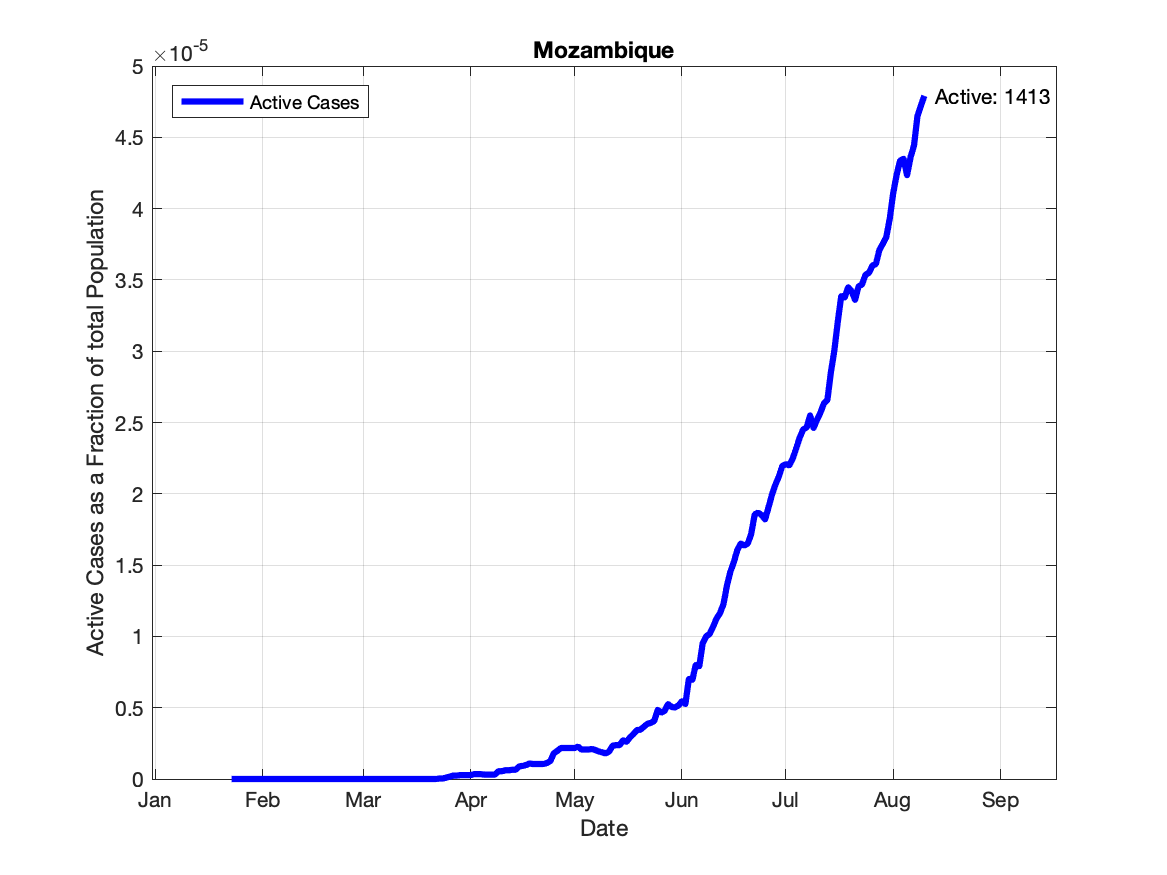 Mozambique
×10-5
Active Cases
Active: 1413
Active Cases as a Fraction of total Population
5
4.5
4
3.5
3
2.5
2
1.5
1
0.5
0
Jan Feb Mar Apr May Jun Jul Aug Sep
Date